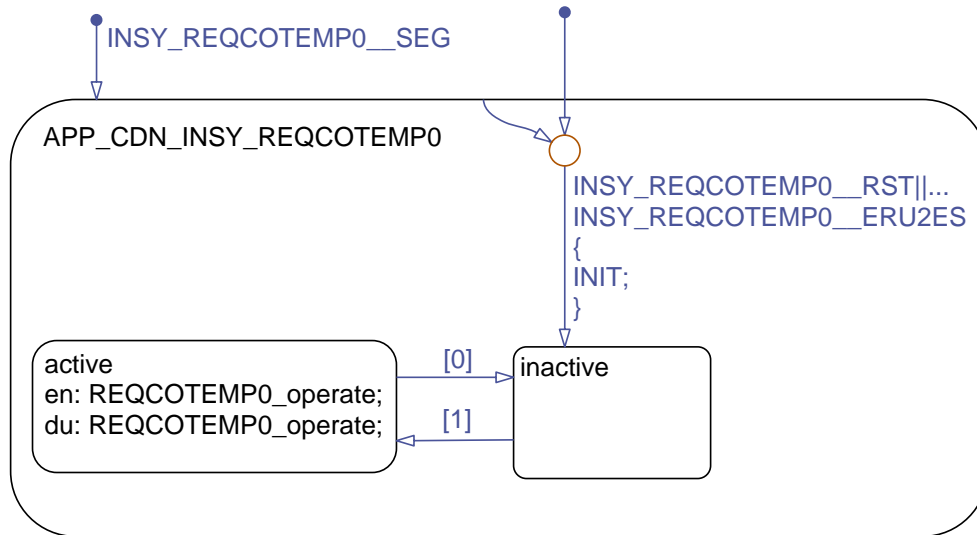 INSY_REQCOTEMP0__SEG
APP_CDN_INSY_REQCOTEMP0
INSY_REQCOTEMP0__RST||...
INSY_REQCOTEMP0__ERU2ES
{
INIT;
}
active
en: REQCOTEMP0_operate;
du: REQCOTEMP0_operate;
[0]
[1]
inactive